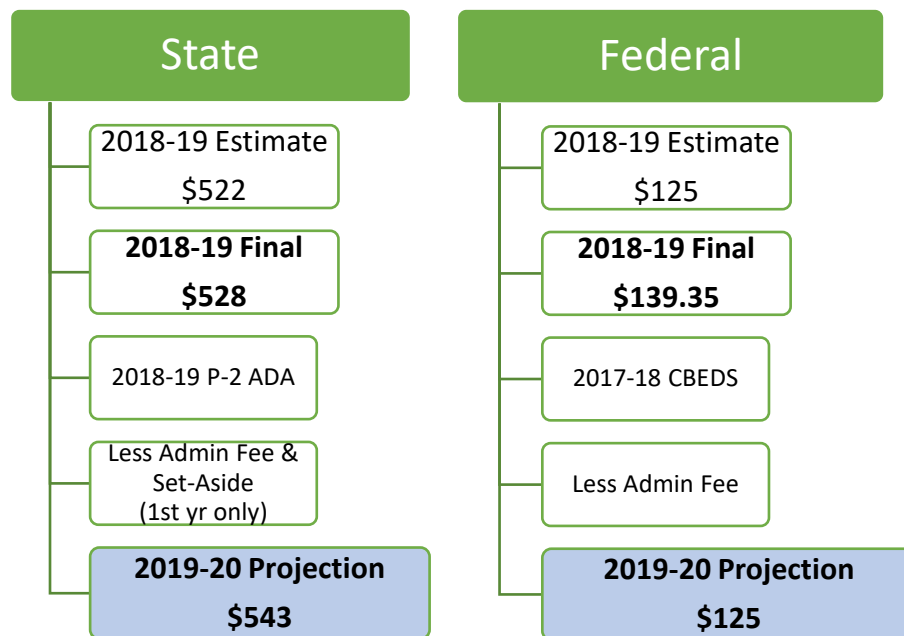 State
2018-19 Estimate
$522
2018-19 Final
$528
2018-19 P-2 ADA
Less Admin Fee &
Set-Aside
(1st yr only)
2019-20 Projection
$543
Federal
2018-19 Estimate
$125
2018-19 Final
$139.35
2017-18 CBEDS
Less Admin Fee
2019-20 Projection
$125